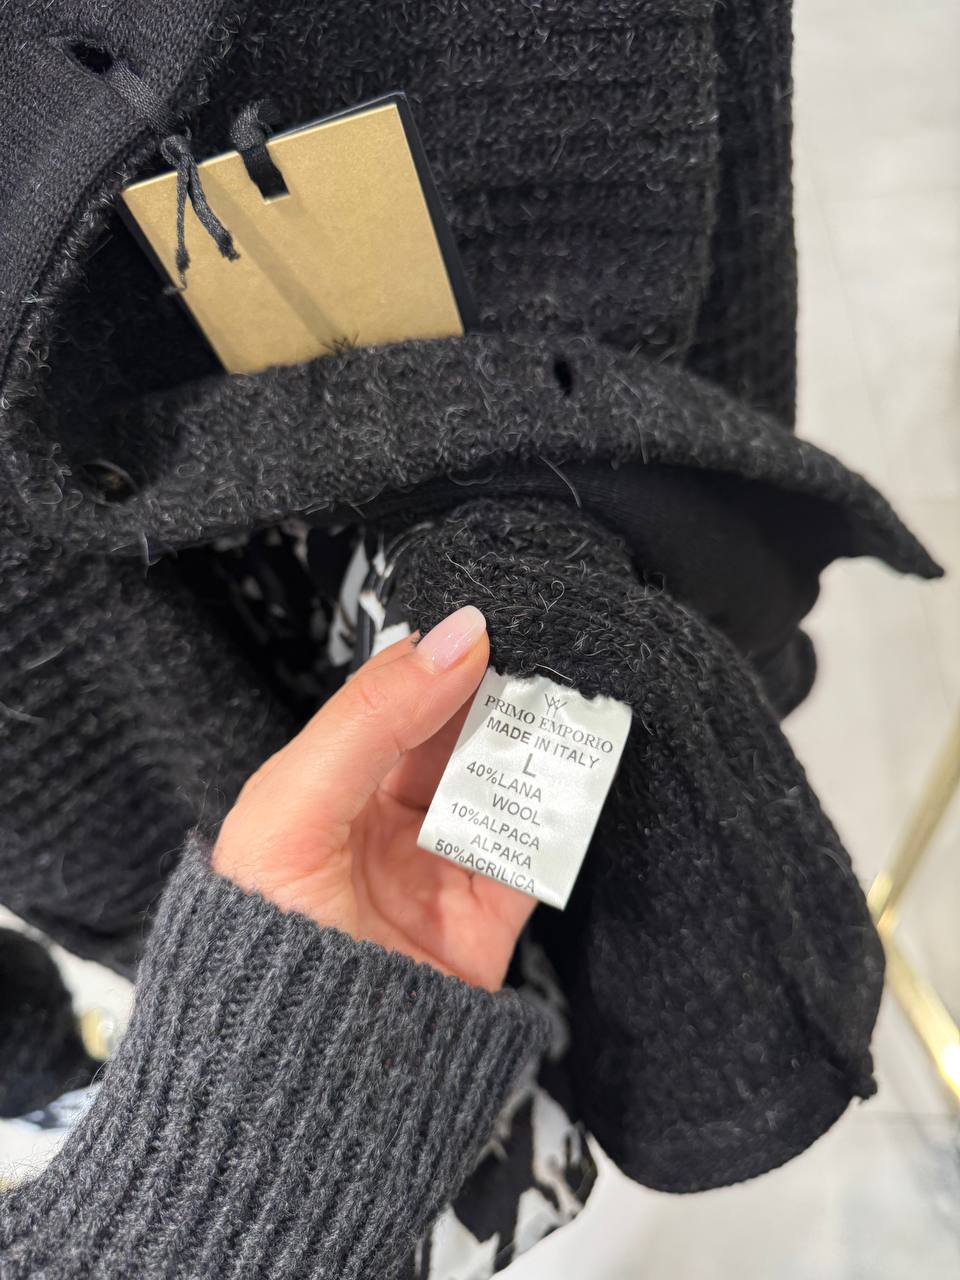 PRIMO EMPORIO
MADE IN ITALY
L
40%LANA
WOOL
10%ALPACA
ALPAKA
50%ACRILICA